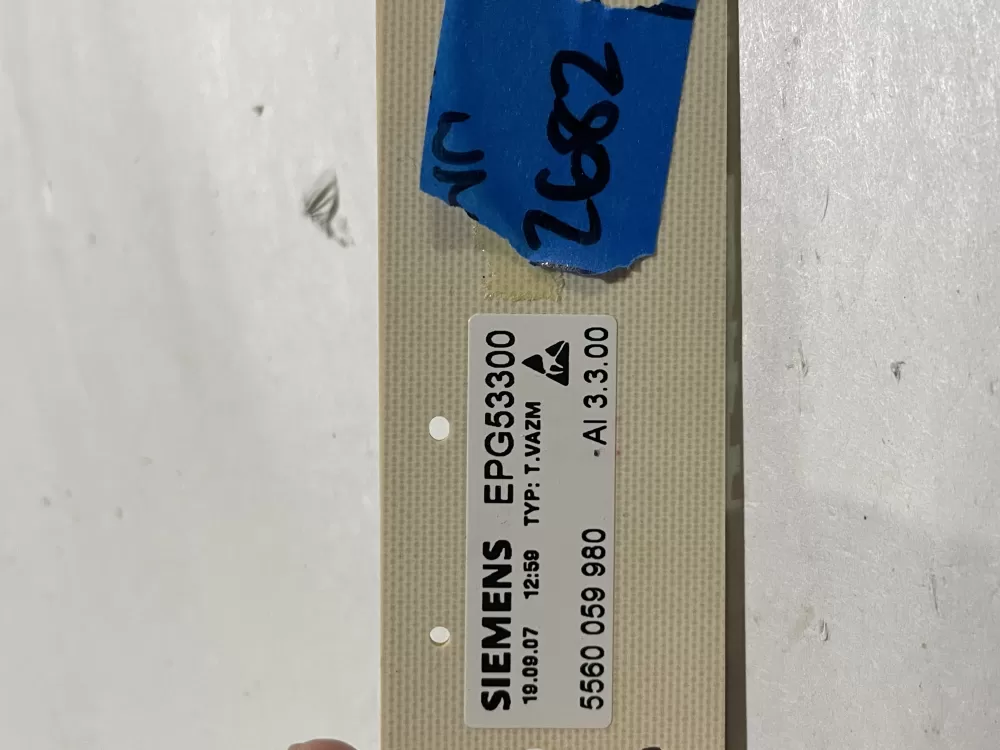 2682
SIEMENS EPG53300
19.09.07 12:59 TYP: T.VAZM
5560 059 980 AI 3.3.00